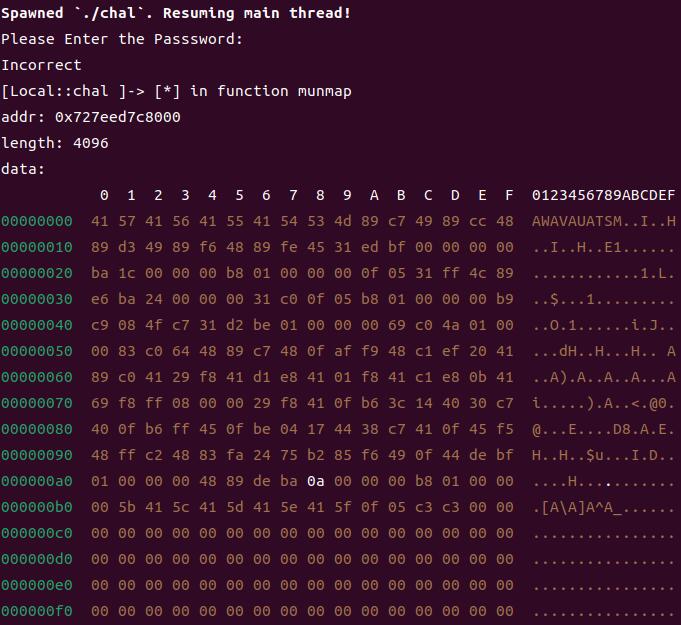 Spawned `./chal`. Resuming main thread!
Please Enter the Passsword:
Incorrect
[Local::chal ]-> [*] in function munmap
addr: 0x727eed7c8000
length: 4096
data:
0 1 2 3 4 5 6 7 8 9 A B C D E F 0123456789ABCDEF
00000000 41 57 41 56 41 55 41 54 53 4d 89 c7 49 89 cc 48 AWAVAUATSM..I..H
00000010 89 d3 49 89 f6 48 89 fe 45 31 ed bf 00 00 00 00 ..I..H..E1......
00000020 ba 1c 00 00 00 b8 01 00 00 00 0f 05 31 ff 4c 89 ............1.L.
00000030 e6 ba 24 00 00 00 31 c0 0f 05 b8 01 00 00 00 b9 ..$...1.........
00000040 c9 08 4f c7 31 d2 be 01 00 00 00 69 c0 4a 01 00 ..O.1......i.J..
00000050 00 83 c0 64 48 89 c7 48 0f af f9 48 c1 ef 20 41 ...dH..H...H.. A
00000060 89 c0 41 29 f8 41 d1 e8 41 01 f8 41 c1 e8 0b 41 ..A).A..A..A...A
00000070 69 f8 ff 08 00 00 29 f8 41 0f b6 3c 14 40 30 c7 i.....).A..<.@0.
00000080 40 0f b6 ff 45 0f be 04 17 44 38 c7 41 0f 45 f5 @...E....D8.A.E.
00000090 48 ff c2 48 83 fa 24 75 b2 85 f6 49 0f 44 de bf H..H..$u...I.D..
000000a0 01 00 00 00 48 89 de ba 0a 00 00 00 b8 01 00 00 ....H...........
000000b0 00 5b 41 5c 41 5d 41 5e 41 5f 0f 05 c3 c3 00 00 .[A\A]A^A_......
000000c0 00 00 00 00 00 00 00 00 00 00 00 00 00 00 00 00 ................
000000d0 00 00 00 00 00 00 00 00 00 00 00 00 00 00 00 00 ................
000000e0 00 00 00 00 00 00 00 00 00 00 00 00 00 00 00 00 ................
000000f0 00 00 00 00 00 00 00 00 00 00 00 00 00 00 00 00 ................